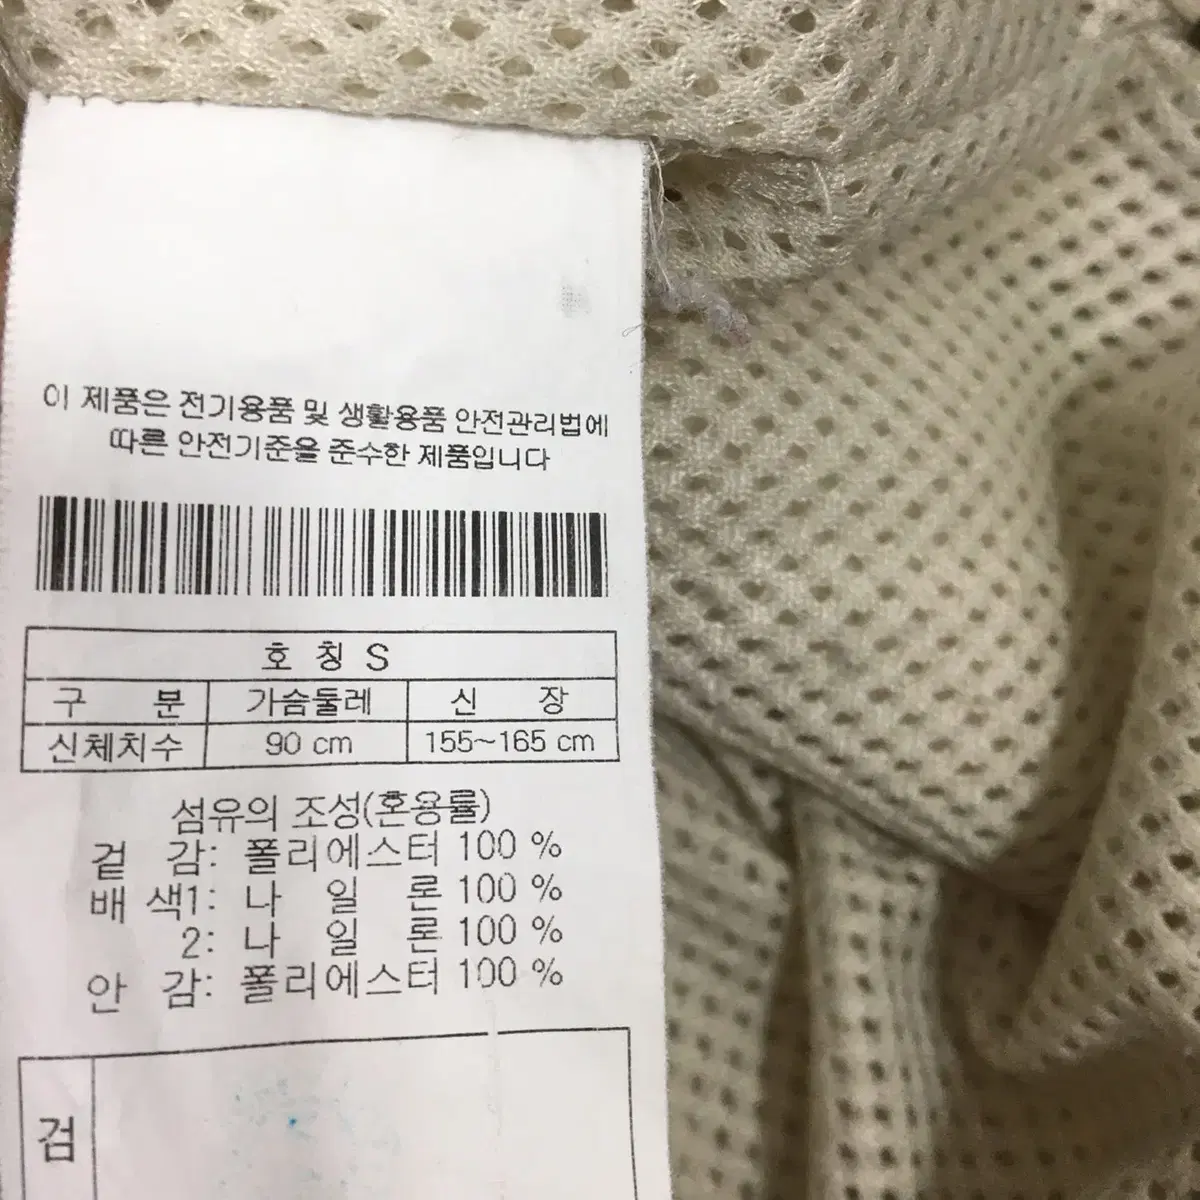 이 제품은 전기용품 및 생활용품 안전관리법에
따른 안전기준을 준수한 제품입니다
호 칭 S
구 분 가슴둘레 신 장
신체치수 90 cm 155~165 cm
섬유의 조성(혼용률)
겉 감: 폴리에스터 100 %
배 색1: 나 일 론 100 %
2: 나 일 론 100 %
안 감: 폴리에스터 100 %
검